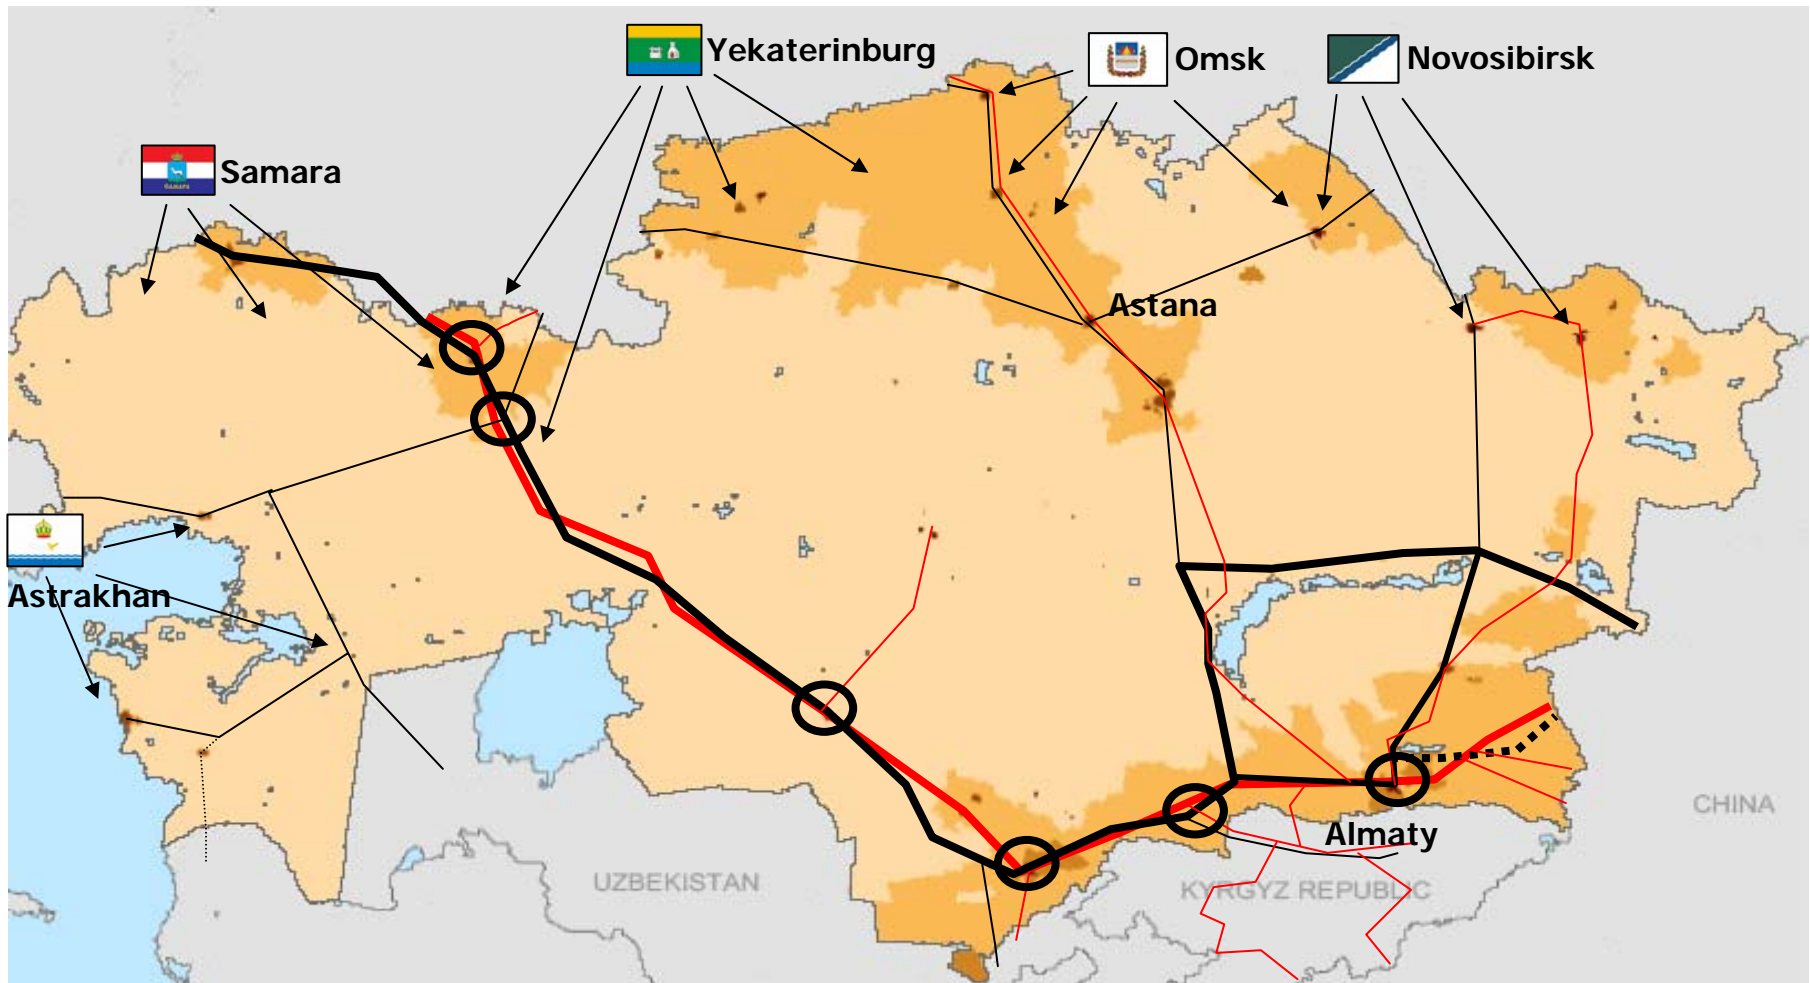 Yekaterinburg
Omsk
Novosibirsk
Samara
Astana
Astrakhan
CHINA
Almaty
UZBEKISTAN
KYRGYZ REPUBLIC